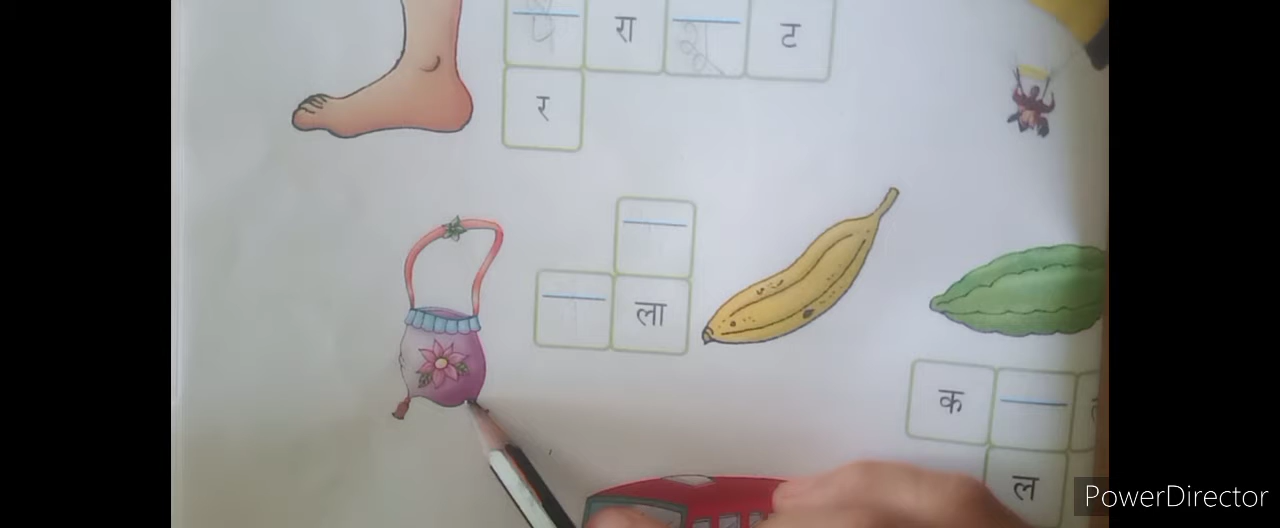 रा ट
र
ला
क
ल
PowerDirector